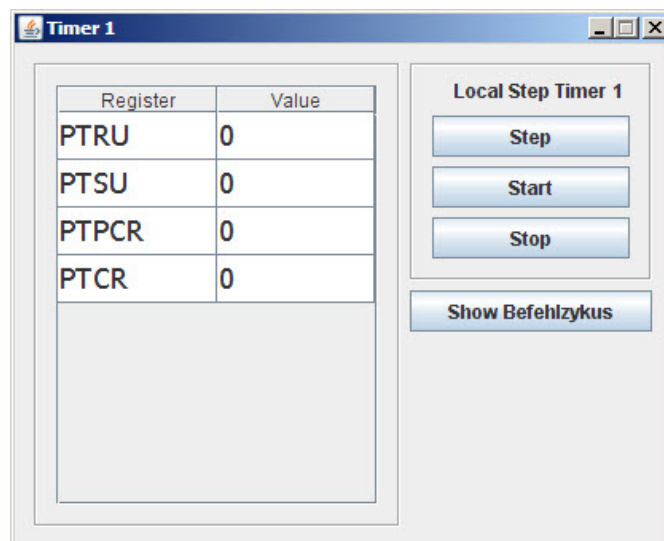 Timer 1
Register Value
PTRU 0
PTSU 0
PTPCR 0
PTCR 0
Local Step Timer 1
Step
Start
Stop
Show Befehlzykus